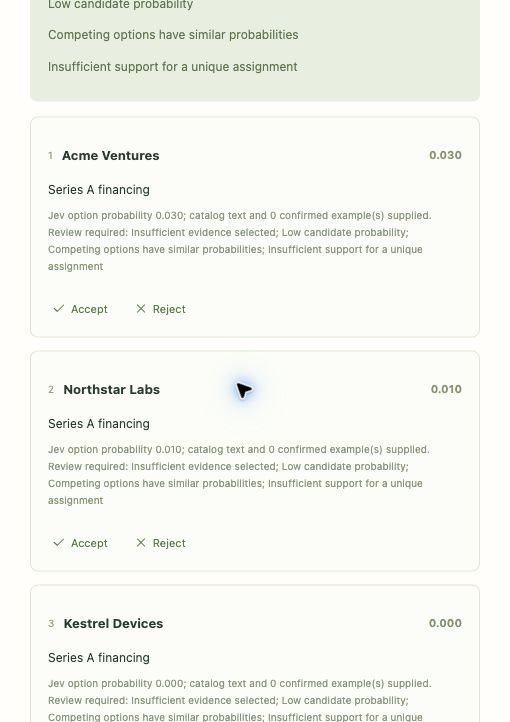 Low candidate probability
Competing options have similar probabilities
Insufficient support for a unique assignment
1 Acme Ventures 0.030
Series A financing
Jev option probability 0.030; catalog text and 0 confirmed example(s) supplied.
Review required: Insufficient evidence selected; Low candidate probability;
Competing options have similar probabilities; Insufficient support for a unique
assignment
Accept Reject
2 Northstar Labs 0.010
Series A financing
Jev option probability 0.010; catalog text and 0 confirmed example(s) supplied.
Review required: Insufficient evidence selected; Low candidate probability;
Competing options have similar probabilities; Insufficient support for a unique
assignment
Accept Reject
3 Kestrel Devices 0.000
Series A financing
Jev option probability 0.000; catalog text and 0 confirmed example(s) supplied.
Review required: Insufficient evidence selected; Low candidate probability;
Competing options have similar probabilities; Insufficient support for a unique